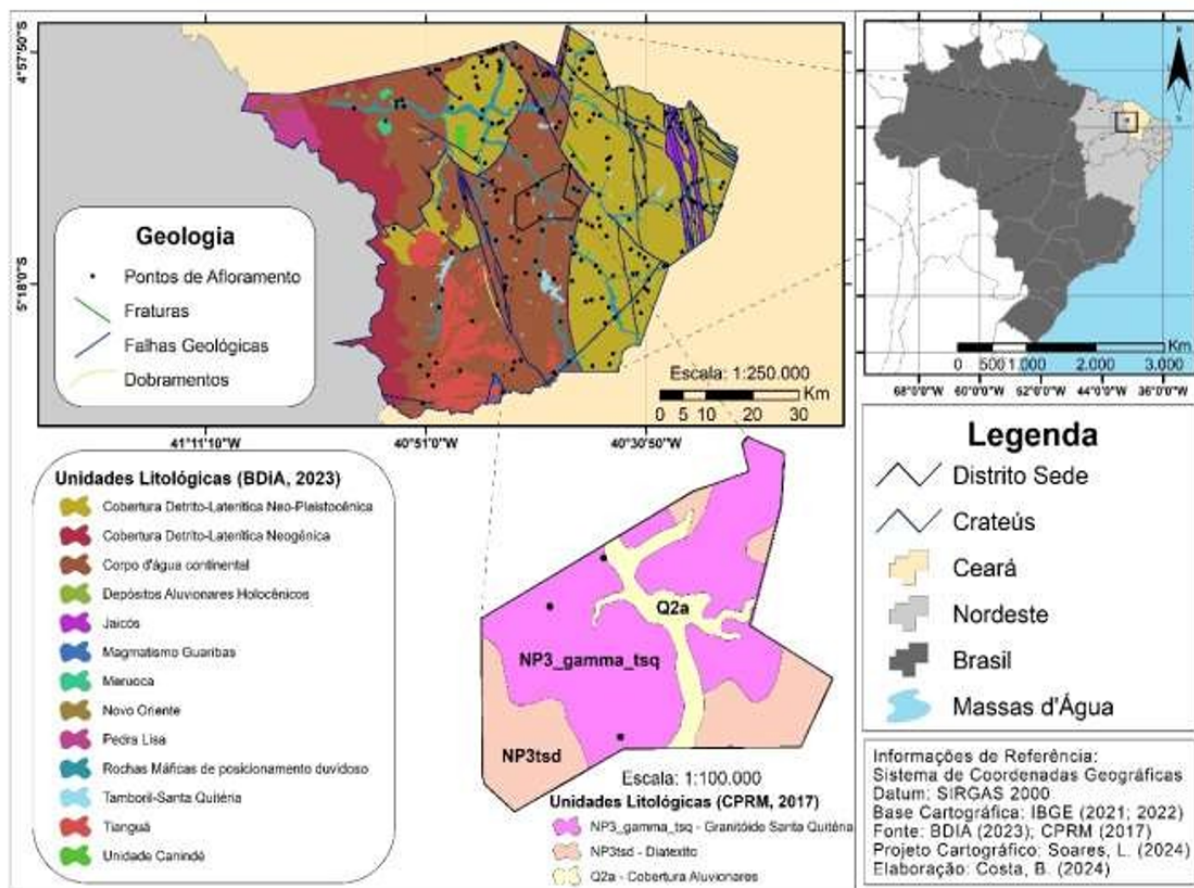 4°57'50"S
5°18'0"S
Geologia
Pontos de Afloramento
Fraturas
Falhas Geológicas
Dobramentos
Escala: 1:250.000
Km
0 5 10 20 30
41°11'10"W
40°51'0"W
40°30'50"W
Km
0 500 1.000 2.000 3.000
68°0'0"W
60°0'0"W
52°0'0"W
44°0'0"W
36°0'0"W
Unidades Litológicas (BDiA, 2023)
Cobertura Detrito-Laterítica Neo-Pleistocênica
Cobertura Detrito-Laterítica Neogênica
Corpo d'água continental
Depósitos Aluvionares Holocênicos
Jaicós
Magmatismo Guaribas
Meruoca
Novo Oriente
Pedra Lisa
Rochas Máficas de posicionamento duvidoso
Tamboril-Santa Quitéria
Tianguá
Unidade Canindé
Q2a
NP3_gamma_tsq
NP3tsd
Escala: 1:100.000
Unidades Litológicas (CPRM, 2017)
NP3_gamma_tsq - Granitóide Santa Quitéria
NP3tsd - Diatexito
Q2a - Cobertura Aluvionares
Legenda
Distrito Sede
Crateús
Ceará
Nordeste
Brasil
Massas d'Água
Informações de Referência:
Sistema de Coordenadas Geográficas
Datum: SIRGAS 2000
Base Cartográfica: IBGE (2021; 2022)
Fonte: BDIA (2023); CPRM (2017)
Projeto Cartográfico: Soares, L. (2024)
Elaboração: Costa, B. (2024)